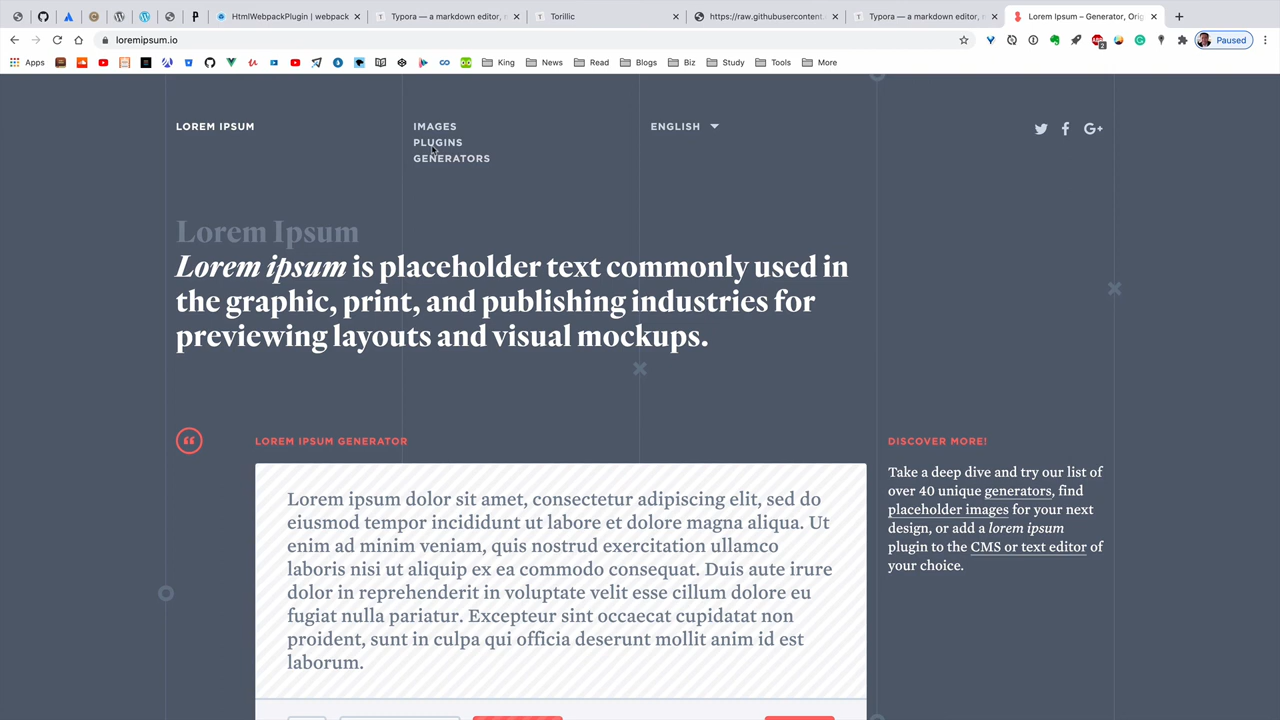 HtmlWebpackPlugin | webpack
Typora — a markdown editor, m
Torillic
https://raw.githubusercontent.
Typora — a markdown editor, m
Lorem Ipsum – Generator, Orig
loremipsum.io
2
Paused
Apps
King
News
Read
Blogs
Biz
Study
Tools
More
LOREM IPSUM
IMAGES
PLUGINS
GENERATORS
ENGLISH
Lorem Ipsum
Lorem ipsum is placeholder text commonly used in
the graphic, print, and publishing industries for
previewing layouts and visual mockups.
LOREM IPSUM GENERATOR
Lorem ipsum dolor sit amet, consectetur adipiscing elit, sed do
eiusmod tempor incididunt ut labore et dolore magna aliqua. Ut
enim ad minim veniam, quis nostrud exercitation ullamco
laboris nisi ut aliquip ex ea commodo consequat. Duis aute irure
dolor in reprehenderit in voluptate velit esse cillum dolore eu
fugiat nulla pariatur. Excepteur sint occaecat cupidatat non
proident, sunt in culpa qui officia deserunt mollit anim id est
laborum.
DISCOVER MORE!
Take a deep dive and try our list of
over 40 unique generators, find
placeholder images for your next
design, or add a lorem ipsum
plugin to the CMS or text editor of
your choice.